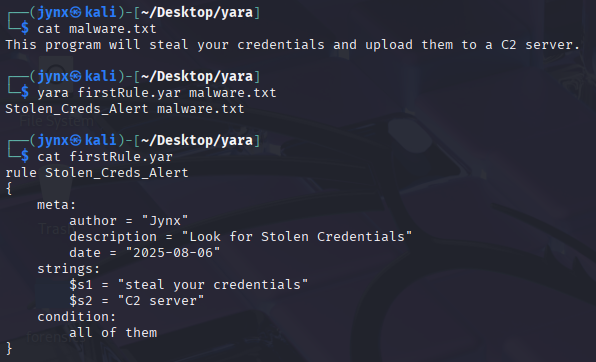 ┌──(jynx㉿kali)-[~/Desktop/yara]
└─$ cat malware.txt
This program will steal your credentials and upload them to a C2 server.
┌──(jynx㉿kali)-[~/Desktop/yara]
└─$ yara firstRule.yar malware.txt
Stolen_Creds_Alert malware.txt
┌──(jynx㉿kali)-[~/Desktop/yara]
└─$ cat firstRule.yar
rule Stolen_Creds_Alert
{
    meta:
        author = "Jynx"
        description = "Look for Stolen Credentials"
        date = "2025-08-06"
    strings:
        $s1 = "steal your credentials"
        $s2 = "C2 server"
    condition:
        all of them
}